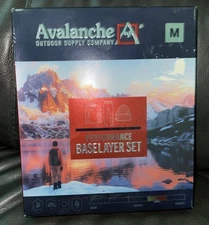 Avalanche
OUTDOOR SUPPLY COMPANY
M
PERFORMANCE
BASELAYER SET